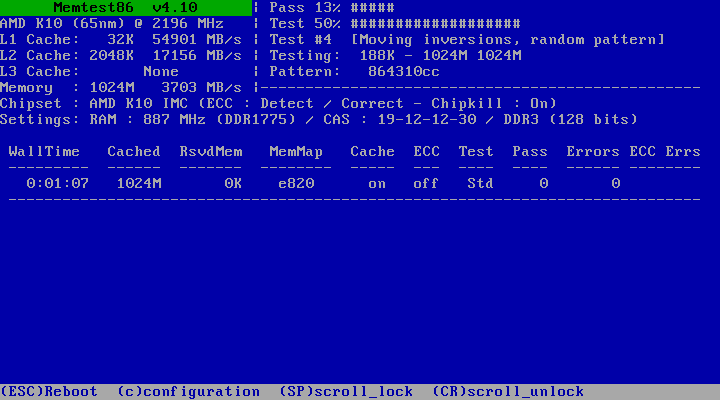 Memtest86 v4.10 | Pass 13% #####
AMD K10 (65nm) @ 2196 MHz | Test 50% ###################
L1 Cache: 32K 54901 MB/s | Test #4 [Moving inversions, random pattern]
L2 Cache: 2048K 17156 MB/s | Testing: 188K - 1024M 1024M
L3 Cache: None | Pattern: 864310cc
Memory : 1024M 3703 MB/s |-------------------------------------------------
Chipset : AMD K10 IMC (ECC : Detect / Correct - Chipkill : On)
Settings: RAM : 887 MHz (DDR1775) / CAS : 19-12-12-30 / DDR3 (128 bits)
WallTime Cached RsvdMem MemMap Cache ECC Test Pass Errors ECC Errs
--------- ------ ------- -------- ----- --- ---- ---- ------ --------
0:01:07 1024M 0K e820 on off Std 0 0
-----------------------------------------------------------------------------
(ESC)Reboot (c)configuration (SP)scroll_lock (CR)scroll_unlock